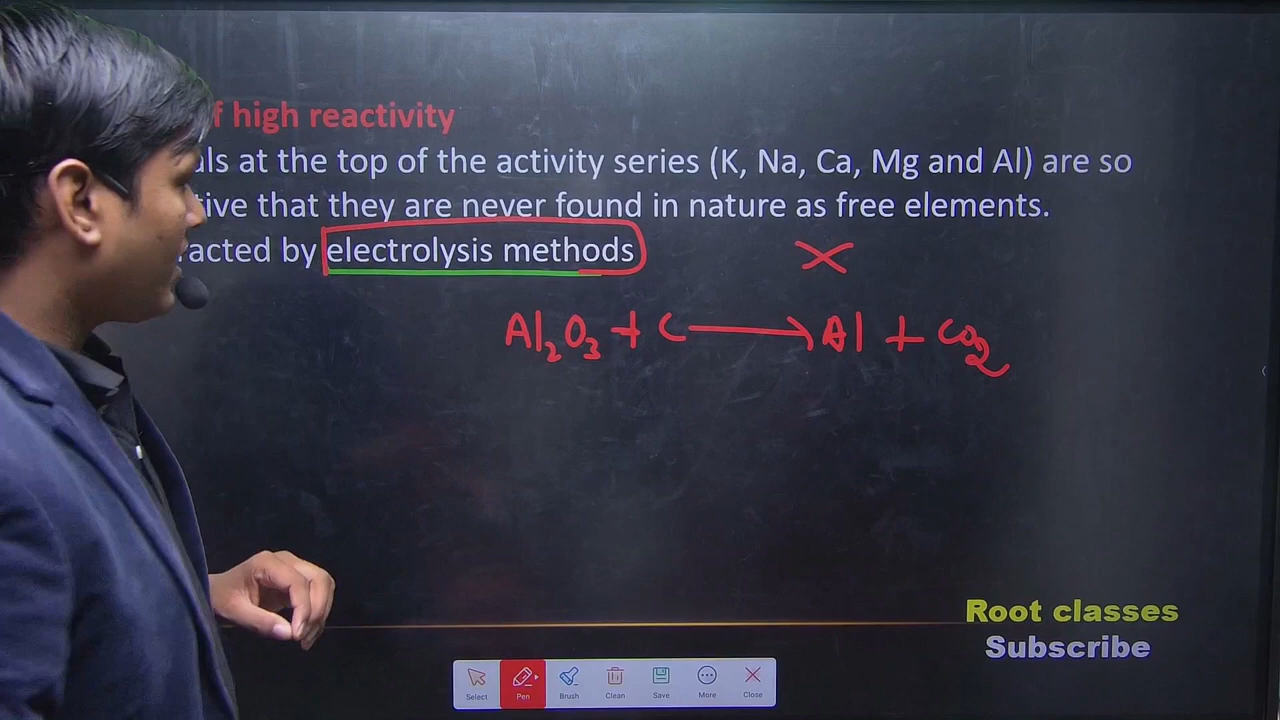 f high reactivity
als at the top of the activity series (K, Na, Ca, Mg and Al) are so
tive that they are never found in nature as free elements.
racted by electrolysis methods
Al₂O₃ + C → Al + CO₂
Root classes
Subscribe
Select Pen Brush Clean Save More Close